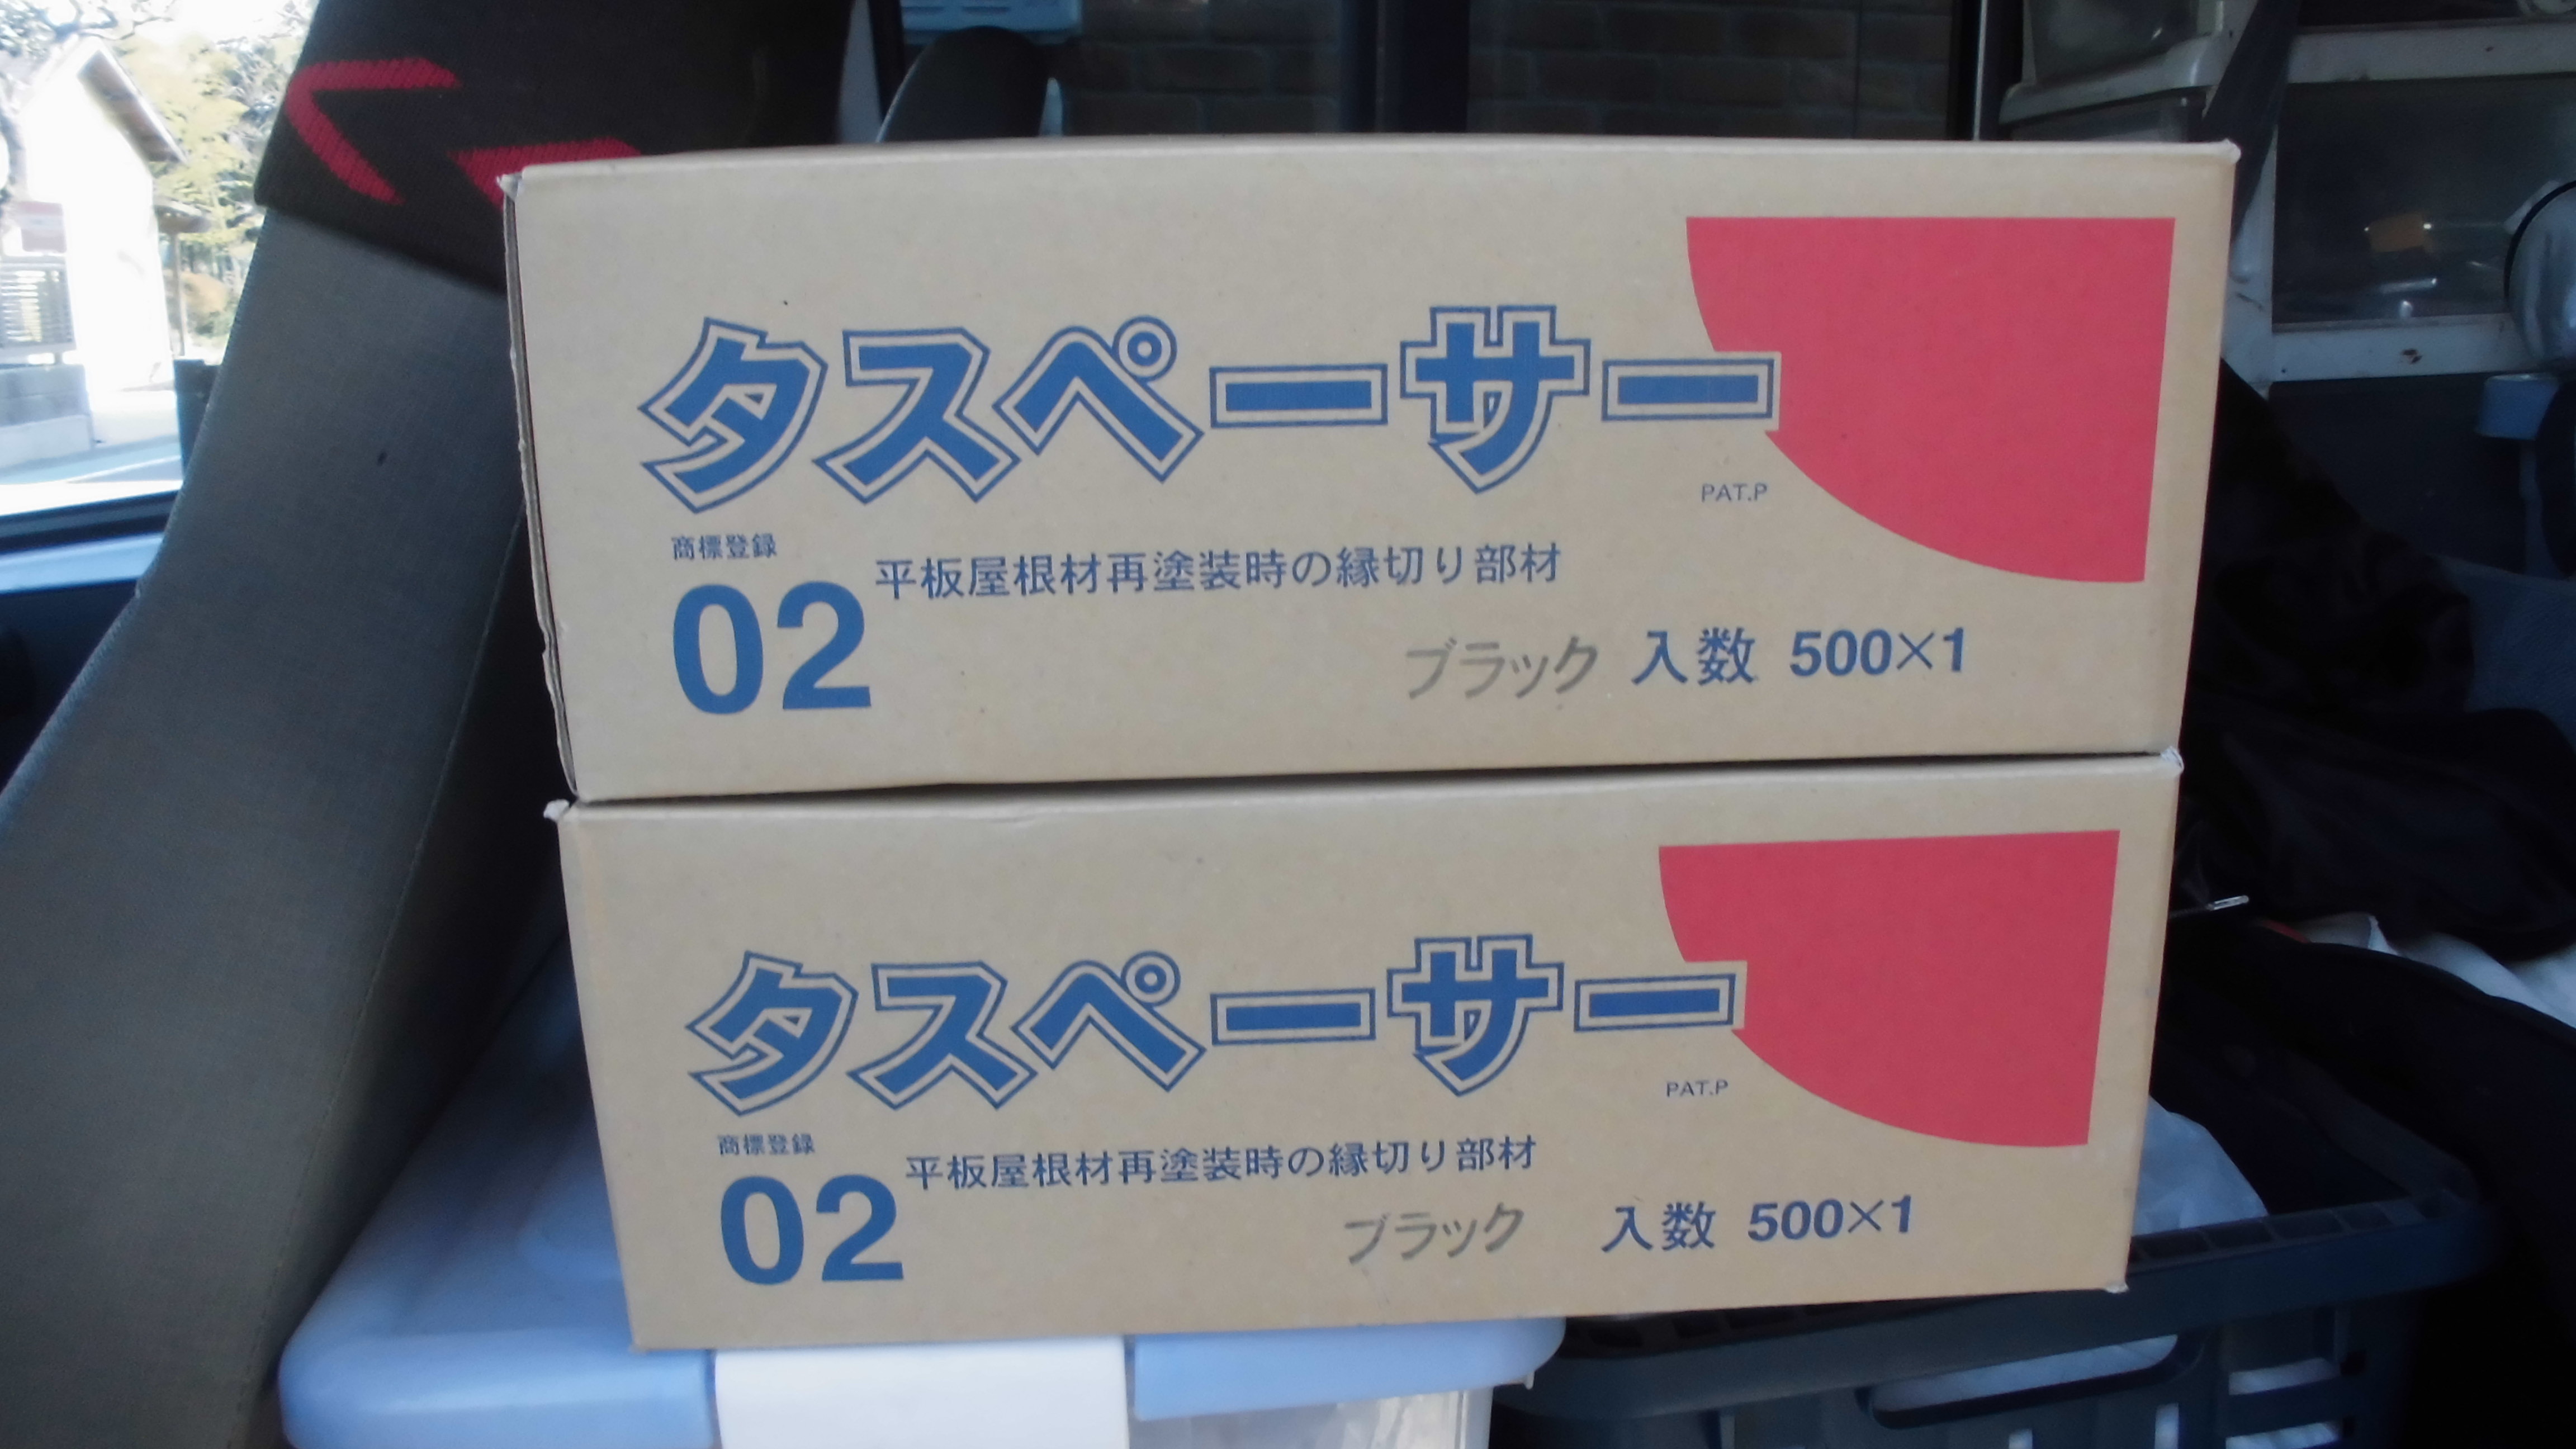 タスペーサー
PAT.P
商標登録
02 平板屋根材再塗装時の縁切り部材
ブラック 入数 500×1
タスペーサー
PAT.P
商標登録
02 平板屋根材再塗装時の縁切り部材
ブラック 入数 500×1